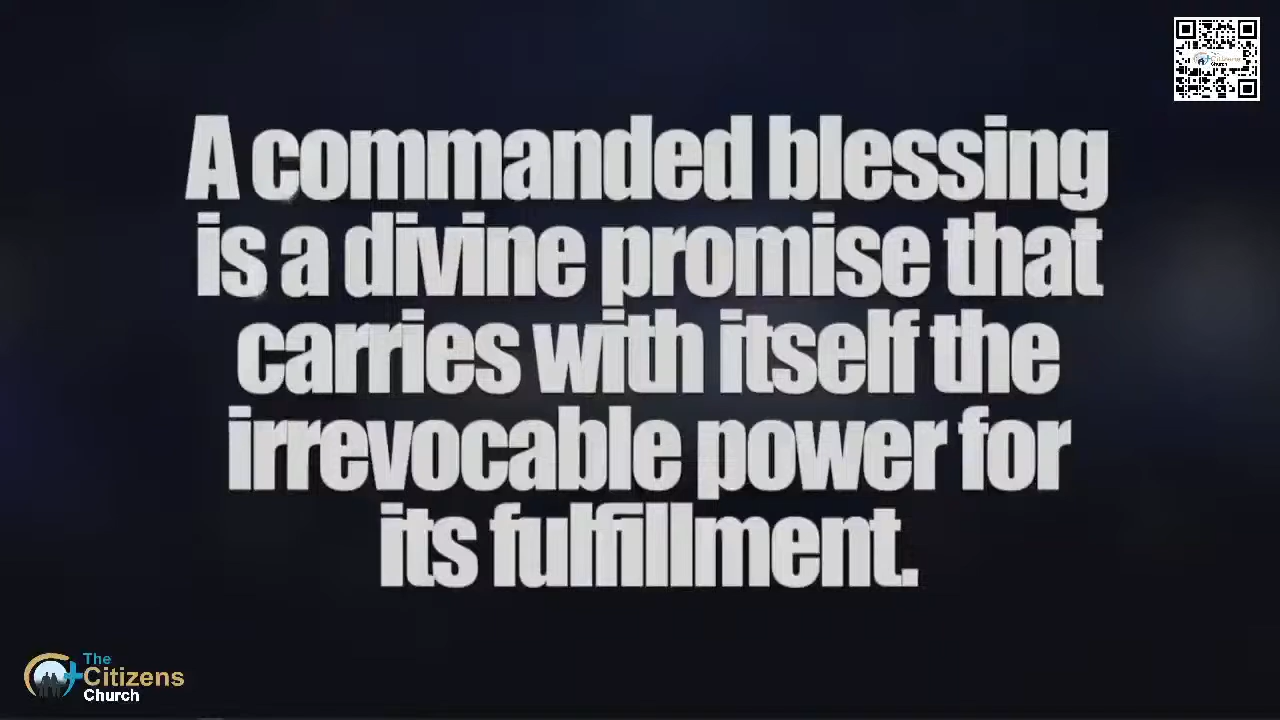 A commanded blessing
is a divine promise that
carries with itself the
irrevocable power for
its fulfillment.
The
Citizens
Church